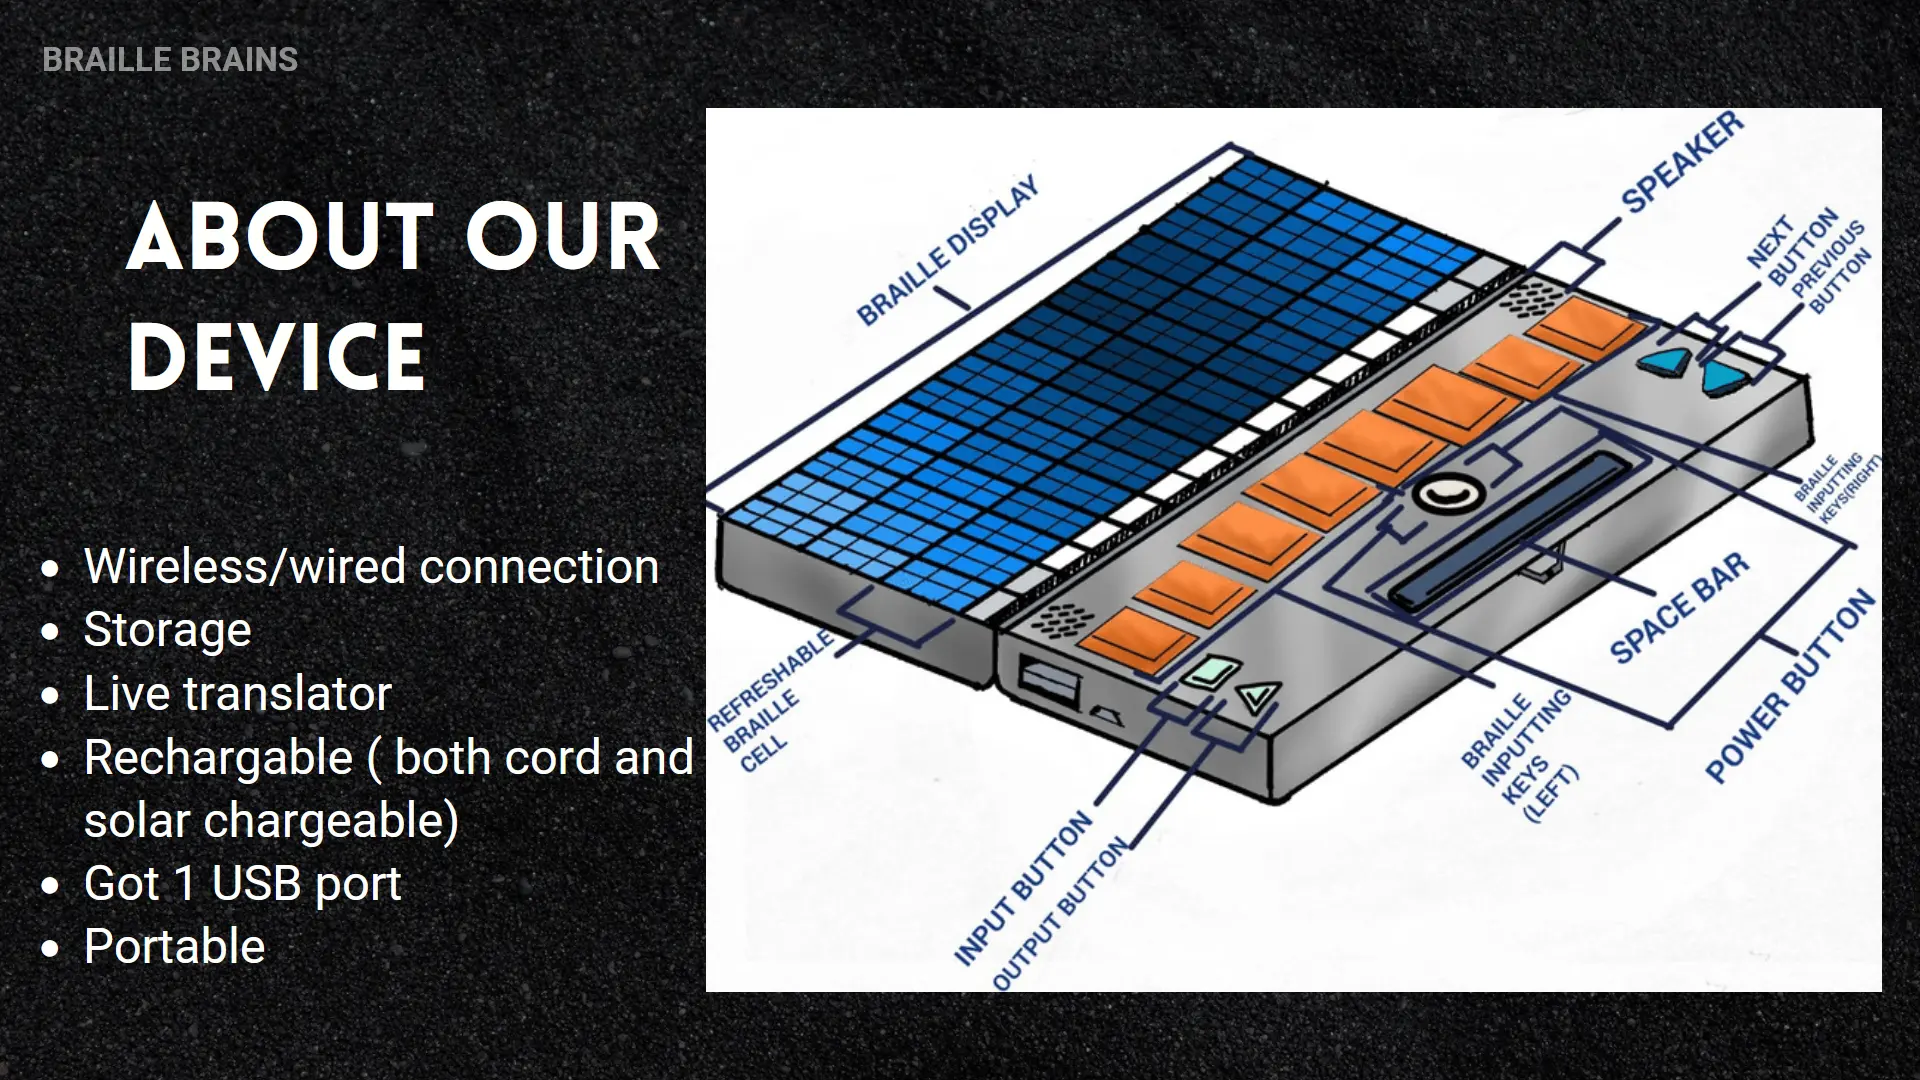 BRAILLE BRAINS
ABOUT OUR
DEVICE
Wireless/wired connection
Storage
Live translator
Rechargable ( both cord and
solar chargeable)
Got 1 USB port
Portable
BRAILLE DISPLAY
SPEAKER
NEXT
BUTTON
PREVIOUS
BUTTON
BRAILLE
INPUTTING
KEYS(RIGHT)
SPACE BAR
POWER BUTTON
REFRESHABLE
BRAILLE
CELL
BRAILLE
INPUTTING
KEYS
(LEFT)
INPUT BUTTON
OUTPUT BUTTON